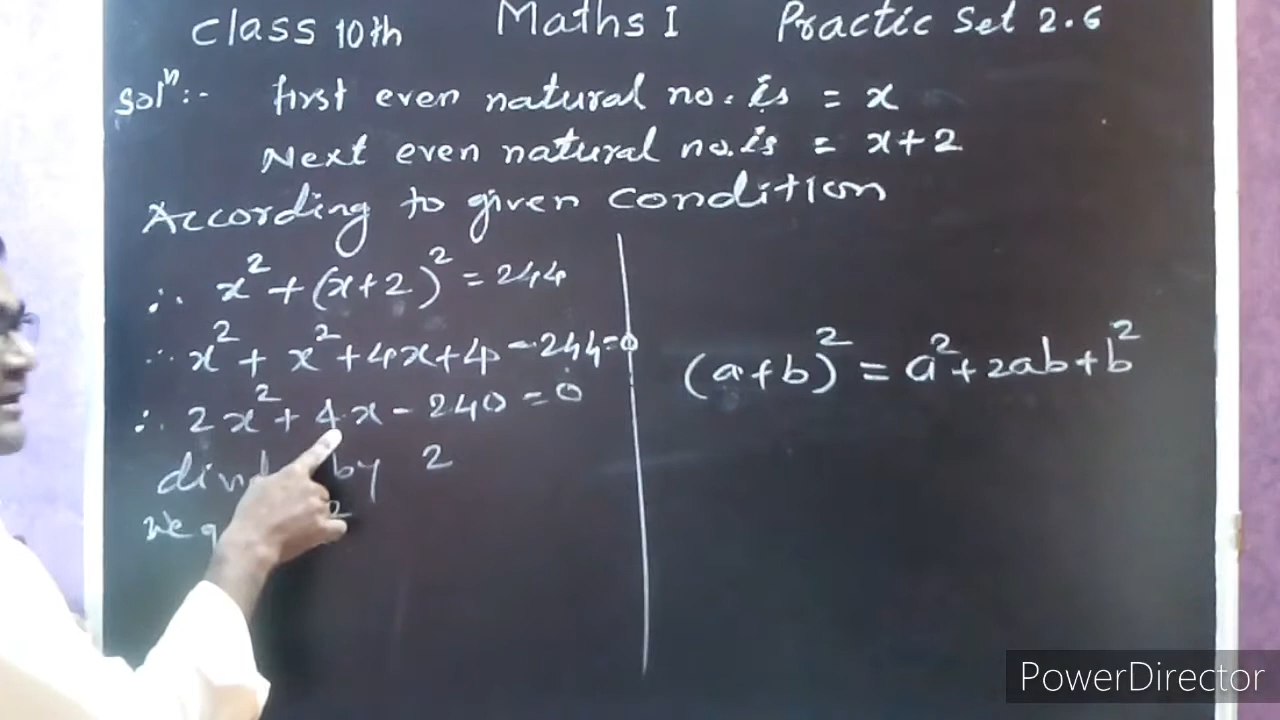 Class 10th Maths I Practic Set 2.6
Solⁿ:- first even natural no. is = x
Next even natural no. is = x+2
According to given condition
∴ x² + (x+2)² = 244
∴ x² + x² + 4x + 4 - 244 = 0
(a+b)² = a² + 2ab + b²
∴ 2x² + 4x - 240 = 0
by 2
We
PowerDirector